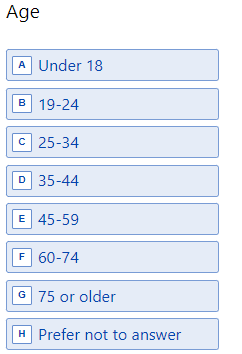 Age
A Under 18
B 19-24
C 25-34
D 35-44
E 45-59
F 60-74
G 75 or older
H Prefer not to answer